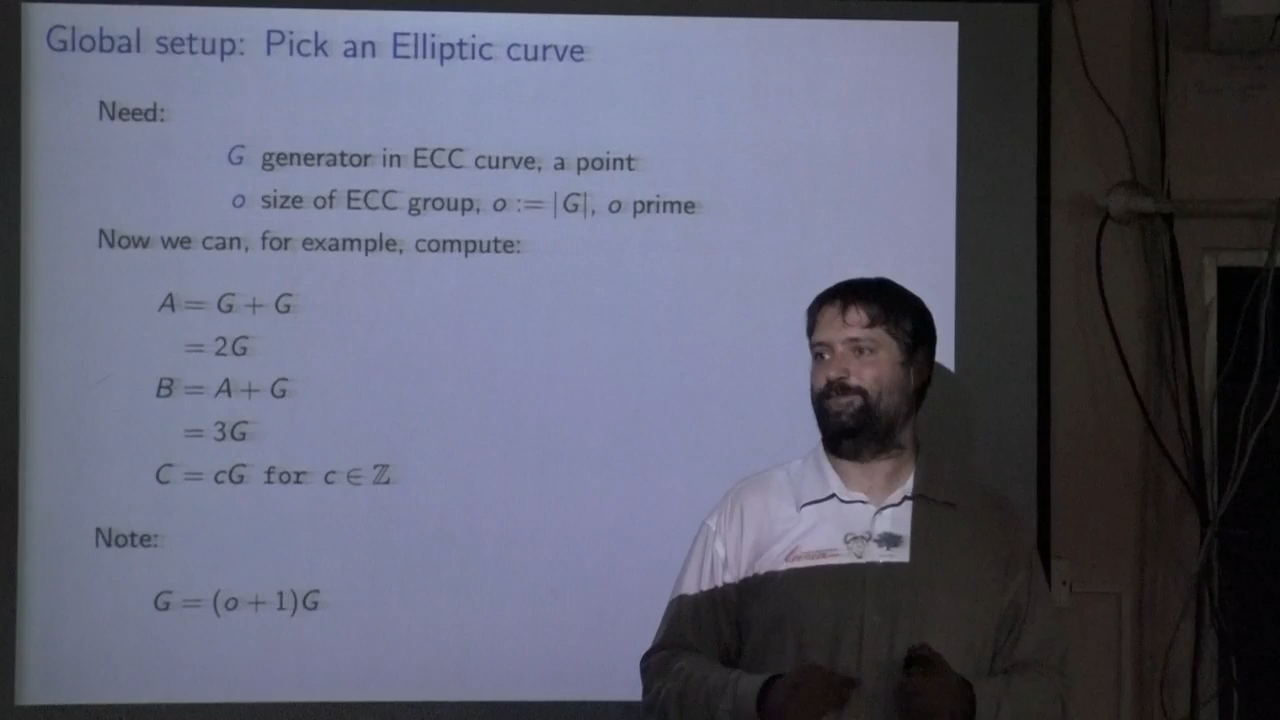 Global setup: Pick an Elliptic curve
Need:
G generator in ECC curve, a point
o size of ECC group, o := |G|, o prime
Now we can, for example, compute:
A = G + G
= 2G
B = A + G
= 3G
C = cG for c ∈ ℤ
Note:
G = (o + 1)G